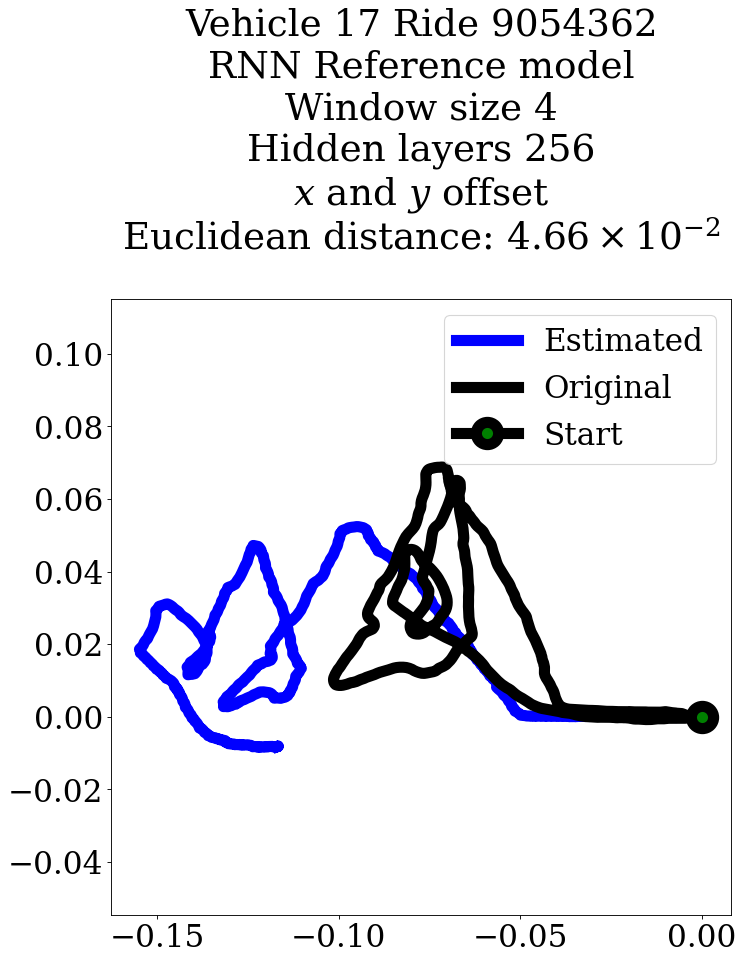 Vehicle 17 Ride 9054362
RNN Reference model
Window size 4
Hidden layers 256
x and y offset
Euclidean distance: 4.66 × 10⁻²
Estimated
Original
Start
0.10
0.08
0.06
0.04
0.02
0.00
−0.02
−0.04
−0.15 −0.10 −0.05 0.00